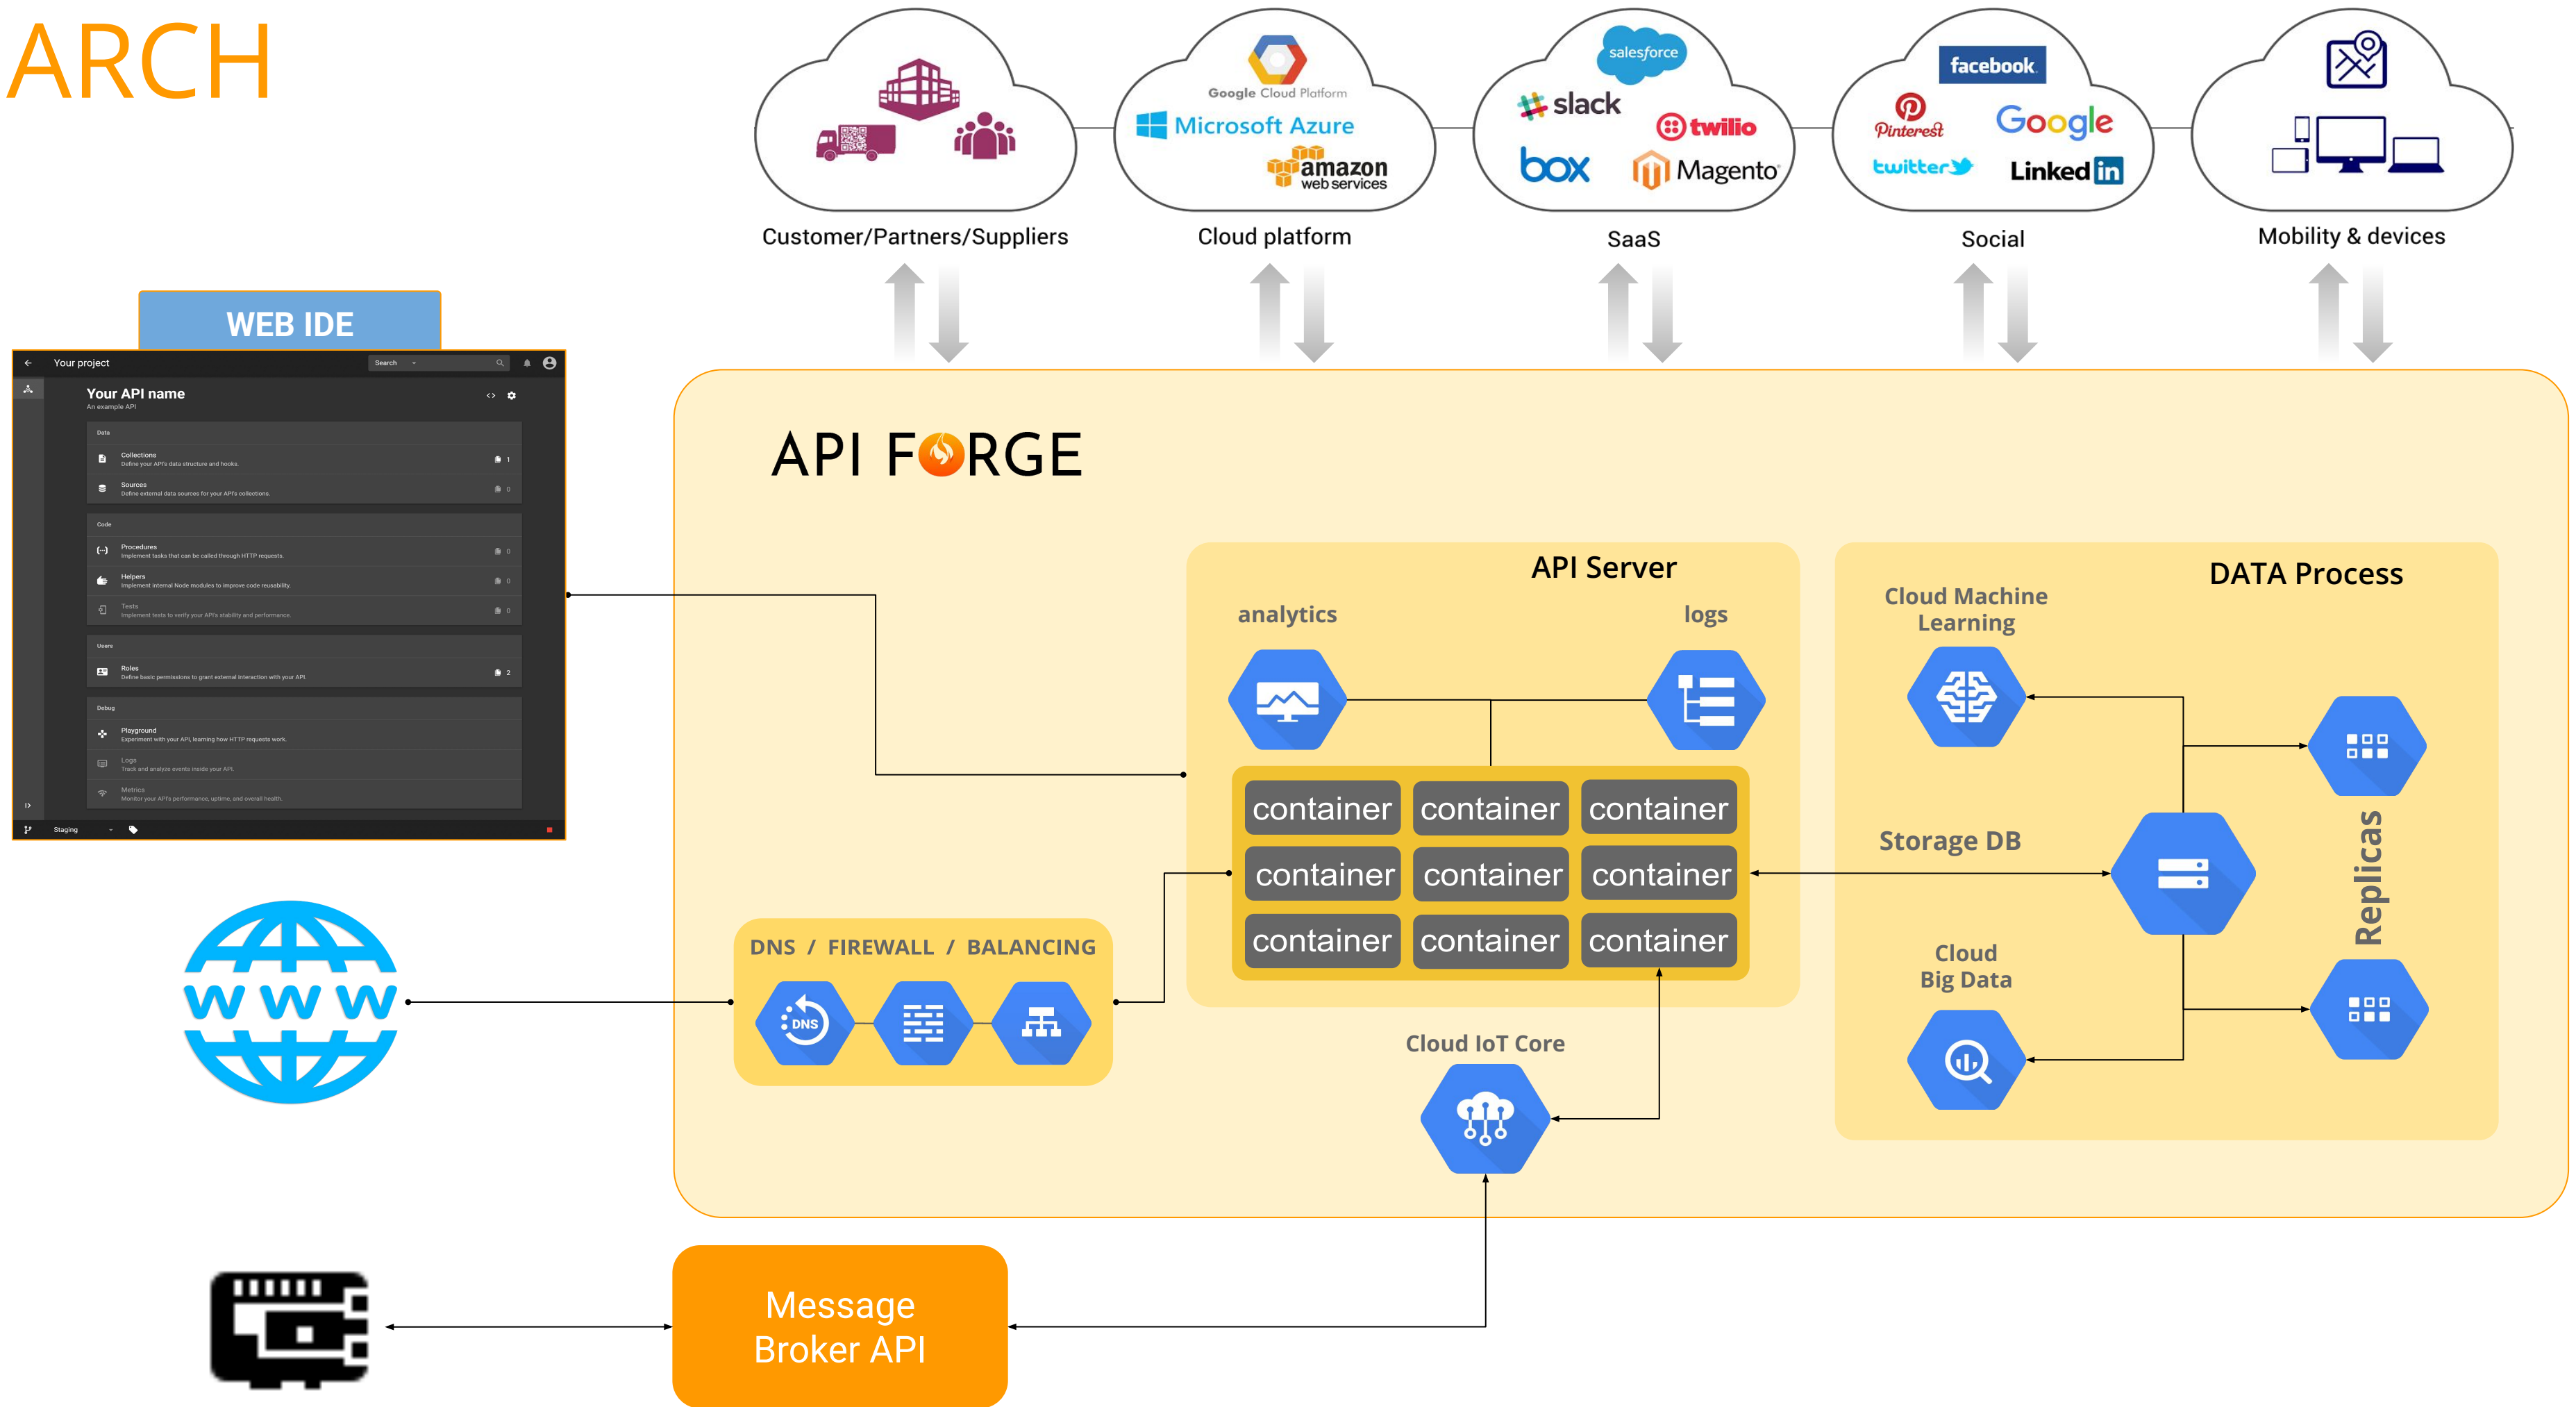 ARCH
Google Cloud Platform
Microsoft Azure
amazon
web services
salesforce
slack
twilio
box
Magento
facebook
Pinterest
Google
twitter
Linked in
Customer/Partners/Suppliers
Cloud platform
SaaS
Social
Mobility & devices
WEB IDE
Your project
Search
Your API name
An example API
Data
Collections
Define your API's data structure and hooks.
1
Sources
Define external data sources for your API's collections.
0
Code
Procedures
Implement tasks that can be called through HTTP requests.
0
Helpers
Implement internal Node modules to improve code reusability.
0
Tests
Implement tests to verify your API's stability and performance.
0
Users
Roles
Define basic permissions to grant external interaction with your API.
2
Debug
Playground
Experiment with your API, learning how HTTP requests work.
Logs
Track and analyze events inside your API.
Metrics
Monitor your API's performance, uptime, and overall health.
Staging
API FORGE
API Server
analytics
logs
container container container
container container container
container container container
DATA Process
Cloud Machine
Learning
Storage DB
Replicas
Cloud
Big Data
DNS / FIREWALL / BALANCING
DNS
www
Cloud IoT Core
Message
Broker API